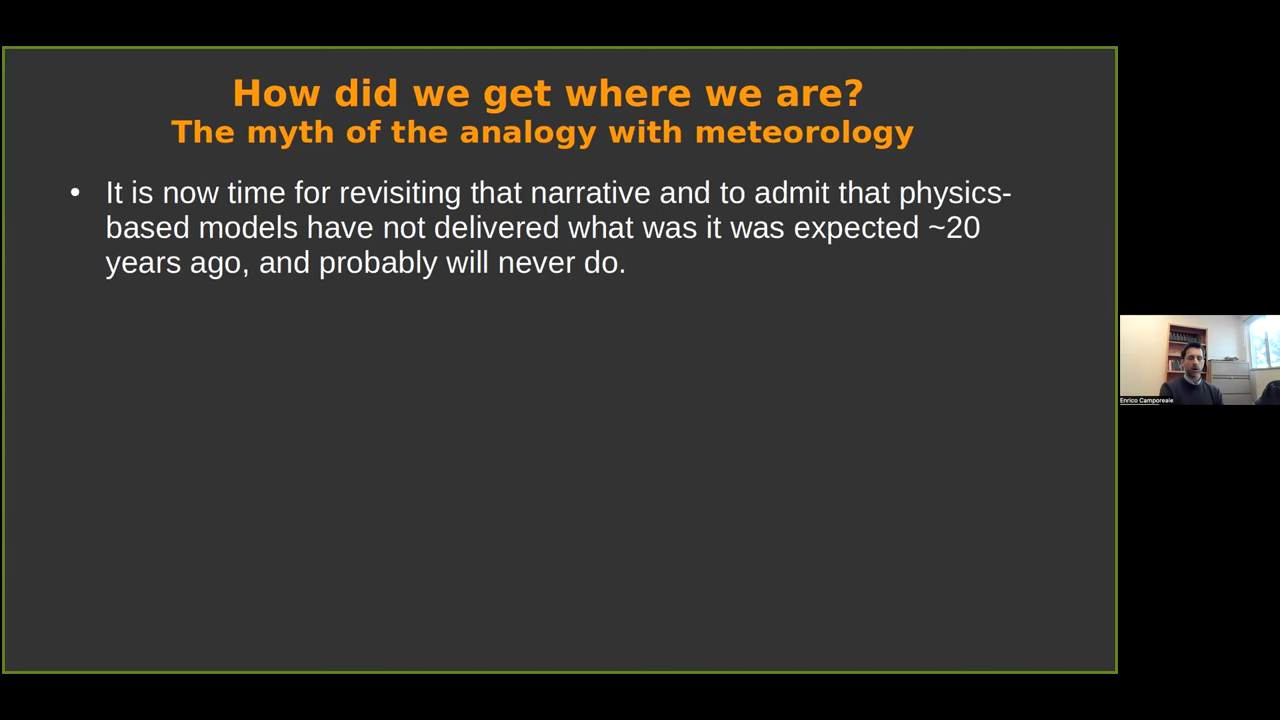 How did we get where we are?
The myth of the analogy with meteorology
• It is now time for revisiting that narrative and to admit that physics-
based models have not delivered what was it was expected ~20
years ago, and probably will never do.
Enrico Camporeale